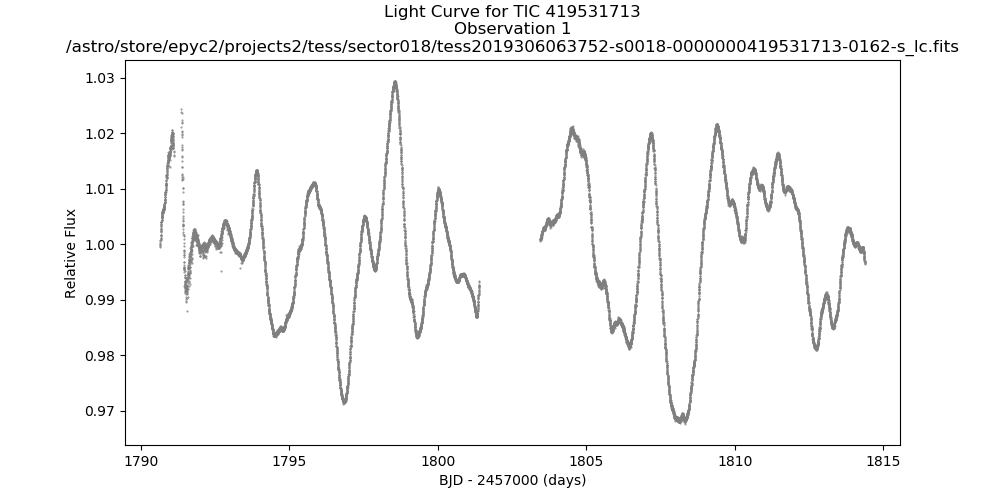 Light Curve for TIC 419531713
Observation 1
/astro/store/epyc2/projects2/tess/sector018/tess2019306063752-s0018-0000000419531713-0162-s_lc.fits
1.03
1.02
1.01
1.00
0.99
0.98
0.97
Relative Flux
1790
1795
1800
1805
1810
1815
BJD - 2457000 (days)